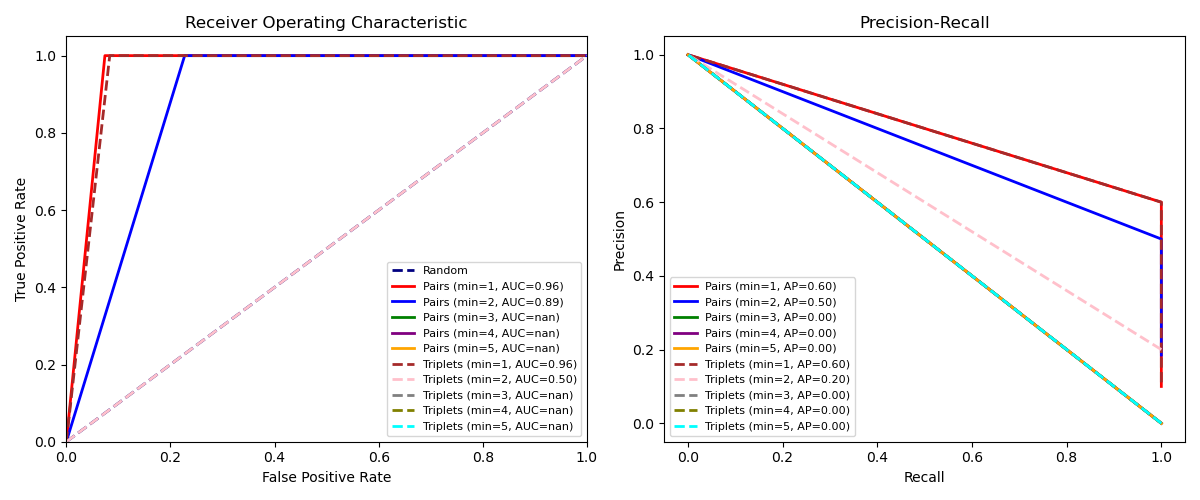 Receiver Operating Characteristic
True Positive Rate
1.0
0.8
0.6
0.4
0.2
0.0
Random
Pairs (min=1, AUC=0.96)
Pairs (min=2, AUC=0.89)
Pairs (min=3, AUC=nan)
Pairs (min=4, AUC=nan)
Pairs (min=5, AUC=nan)
Triplets (min=1, AUC=0.96)
Triplets (min=2, AUC=0.50)
Triplets (min=3, AUC=nan)
Triplets (min=4, AUC=nan)
Triplets (min=5, AUC=nan)
0.0 0.2 0.4 0.6 0.8 1.0
False Positive Rate
Precision-Recall
Precision
1.0
0.8
0.6
0.4
0.2
0.0
Pairs (min=1, AP=0.60)
Pairs (min=2, AP=0.50)
Pairs (min=3, AP=0.00)
Pairs (min=4, AP=0.00)
Pairs (min=5, AP=0.00)
Triplets (min=1, AP=0.60)
Triplets (min=2, AP=0.20)
Triplets (min=3, AP=0.00)
Triplets (min=4, AP=0.00)
Triplets (min=5, AP=0.00)
0.0 0.2 0.4 0.6 0.8 1.0
Recall